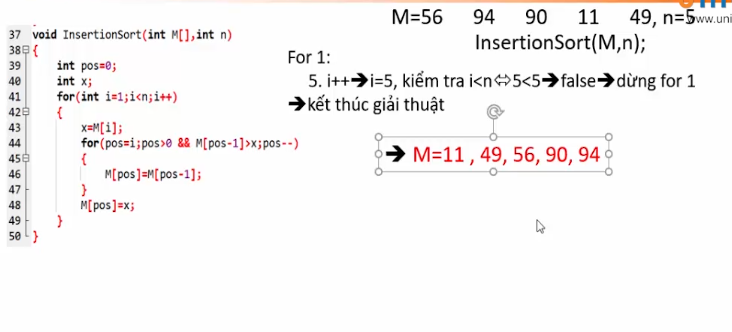 M=56 94 90 11 49, n=5
www.uni
InsertionSort(M,n);
37 void InsertionSort(int M[],int n)
38 {
39 int pos=0;
40 int x;
41 for(int i=1;i<n;i++)
42 {
43 x=M[i];
44 for(pos=i;pos>0 && M[pos-1]>x;pos--)
45 {
46 M[pos]=M[pos-1];
47 }
48 M[pos]=x;
49 }
50 }
For 1:
5. i++➔i=5, kiểm tra i<n⇔5<5➔false➔dừng for 1
➔kết thúc giải thuật
➔ M=11 , 49, 56, 90, 94